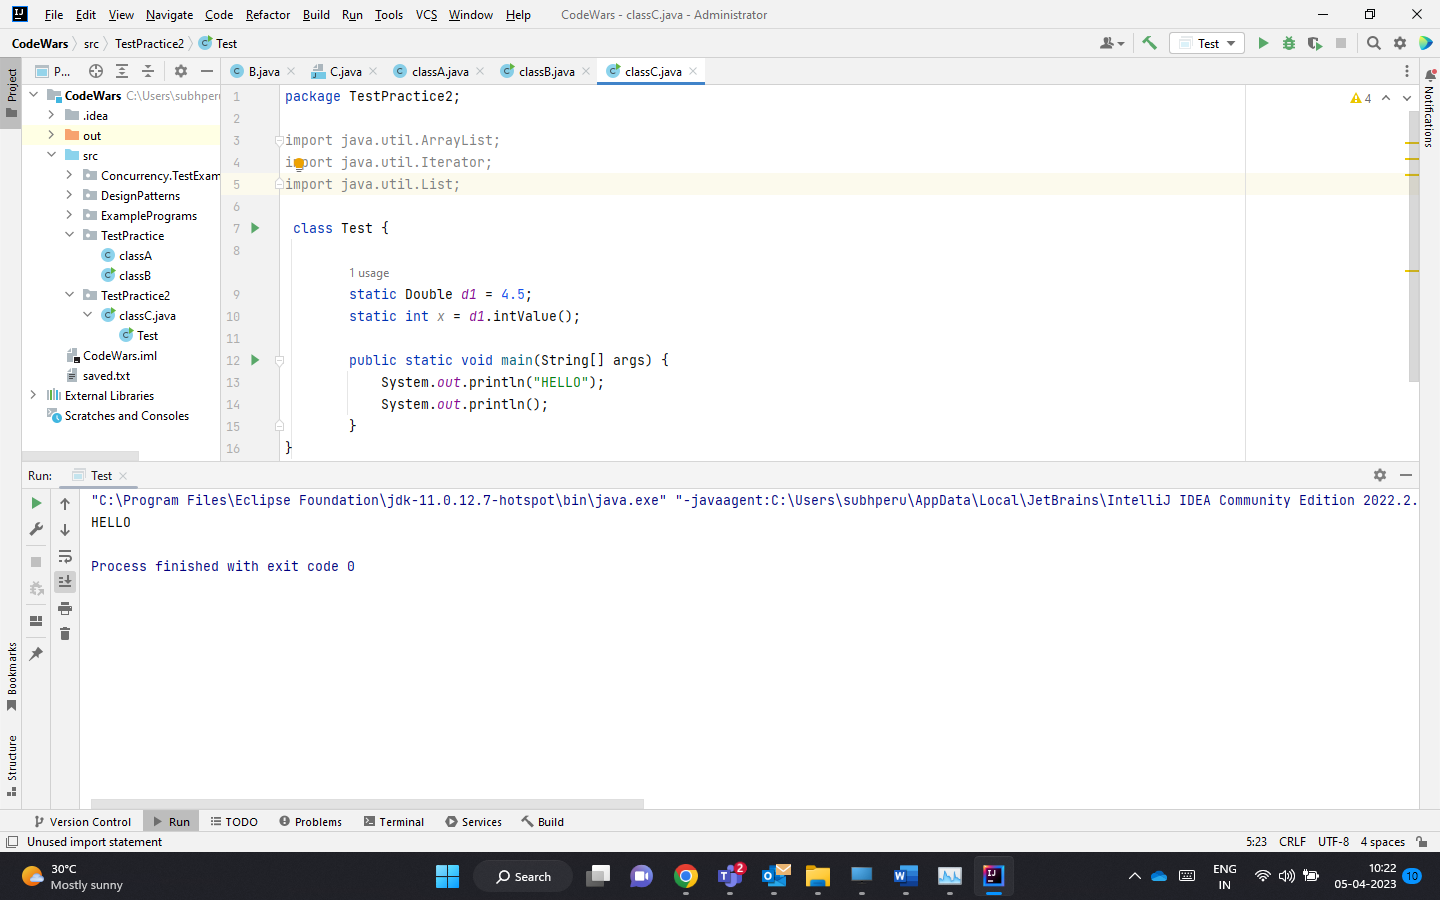 File Edit View Navigate Code Refactor Build Run Tools VCS Window Help CodeWars - classC.java - Administrator
CodeWars src TestPractice2 Test Test
Project P... B.java C.java classA.java classB.java classC.java
Notifications
CodeWars C:\Users\subhperu
.idea
out
src
Concurrency.TestExam
DesignPatterns
ExamplePrograms
TestPractice
classA
classB
TestPractice2
classC.java
Test
CodeWars.iml
saved.txt
External Libraries
Scratches and Consoles
4
1 package TestPractice2;
2
3 import java.util.ArrayList;
4 import java.util.Iterator;
5 import java.util.List;
6
7 class Test {
8
1 usage
9 static Double d1 = 4.5;
10 static int x = d1.intValue();
11
12 public static void main(String[] args) {
13 System.out.println("HELLO");
14 System.out.println();
15 }
16 }
Run: Test
"C:\Program Files\Eclipse Foundation\jdk-11.0.12.7-hotspot\bin\java.exe" "-javaagent:C:\Users\subhperu\AppData\Local\JetBrains\IntelliJ IDEA Community Edition 2022.2.
HELLO
Process finished with exit code 0
Bookmarks
Structure
Version Control Run TODO Problems Terminal Services Build
Unused import statement 5:23 CRLF UTF-8 4 spaces
30°C
Mostly sunny
Search
2
ENG
IN
10:22
05-04-2023
10